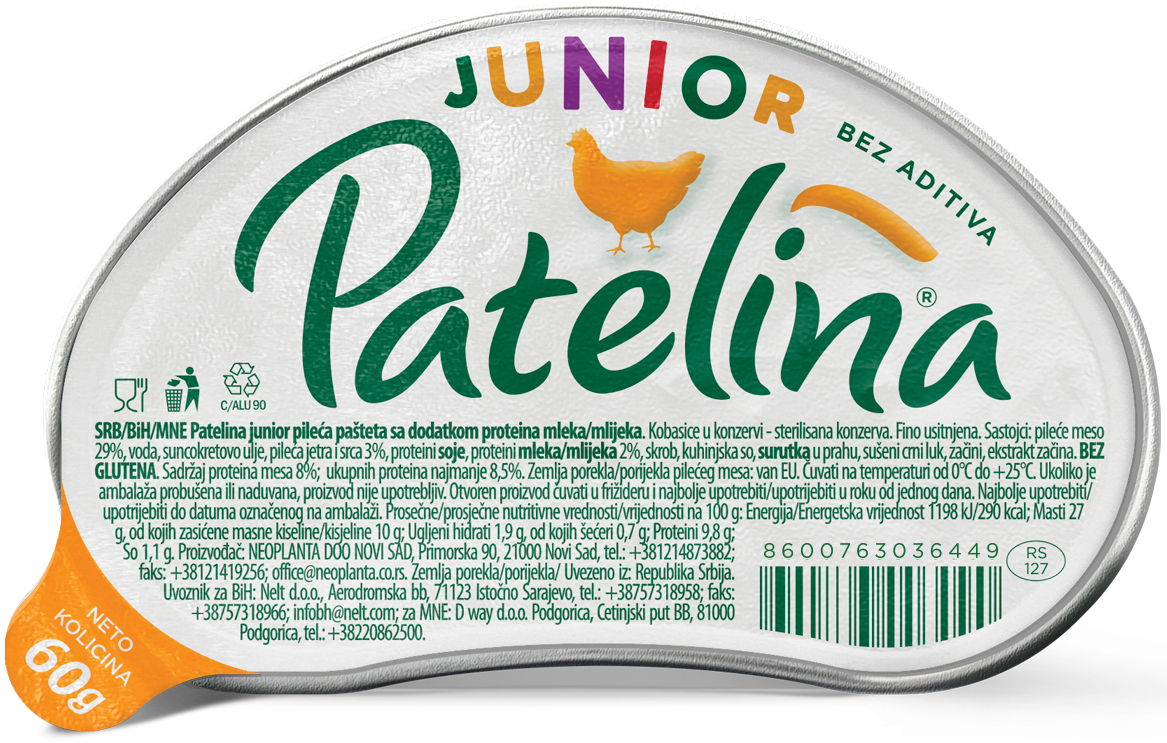 JUNIOR
BEZ ADITIVA
Patelina®
C/ALU 90
SRB/BiH/MNE Patelina junior pileća pašteta sa dodatkom proteina mleka/mlijeka. Kobasice u konzervi - sterilisana konzerva. Fino usitnjena. Sastojci: pileće meso
29%, voda, suncokretovo ulje, pileća jetra i srca 3%, proteini soje, proteini mleka/mlijeka 2%, skrob, kuhinjska so, surutka u prahu, sušeni crni luk, začini, ekstrakt začina. BEZ
GLUTENA. Sadržaj proteina mesa 8%; ukupnih proteina najmanje 8,5%. Zemlja porekla/porijekla pilećeg mesa: van EU. Čuvati na temperaturi od 0°C do +25°C. Ukoliko je
ambalaža probušena ili naduvana, proizvod nije upotrebljiv. Otvoren proizvod čuvati u frižideru i najbolje upotrebiti/upotrijebiti u roku od jednog dana. Najbolje upotrebiti/
upotrijebiti do datuma označenog na ambalaži. Prosečne/prosječne nutritivne vrednosti/vrijednosti na 100 g: Energija/Energetska vrijednost 1198 kJ/290 kcal; Masti 27
g, od kojih zasićene masne kiseline/kisjeline 10 g; Ugljeni hidrati 1,9 g, od kojih šećeri 0,7 g; Proteini 9,8 g;
So 1,1 g. Proizvođač: NEOPLANTA DOO NOVI SAD, Primorska 90, 21000 Novi Sad, tel.: +381214873882;
faks: +38121419256; office@neoplanta.co.rs. Zemlja porekla/porijekla/ Uvezeno iz: Republika Srbija.
Uvoznik za BiH: Nelt d.o.o., Aerodromska bb, 71123 Istočno Sarajevo, tel.: +38757318958; faks:
+38757318966; infobh@nelt.com; za MNE: D way d.o.o. Podgorica, Cetinjski put BB, 81000
Podgorica, tel.: +38220862500.
8600763036449
RS
127
NETO
KOLIČINA
60g